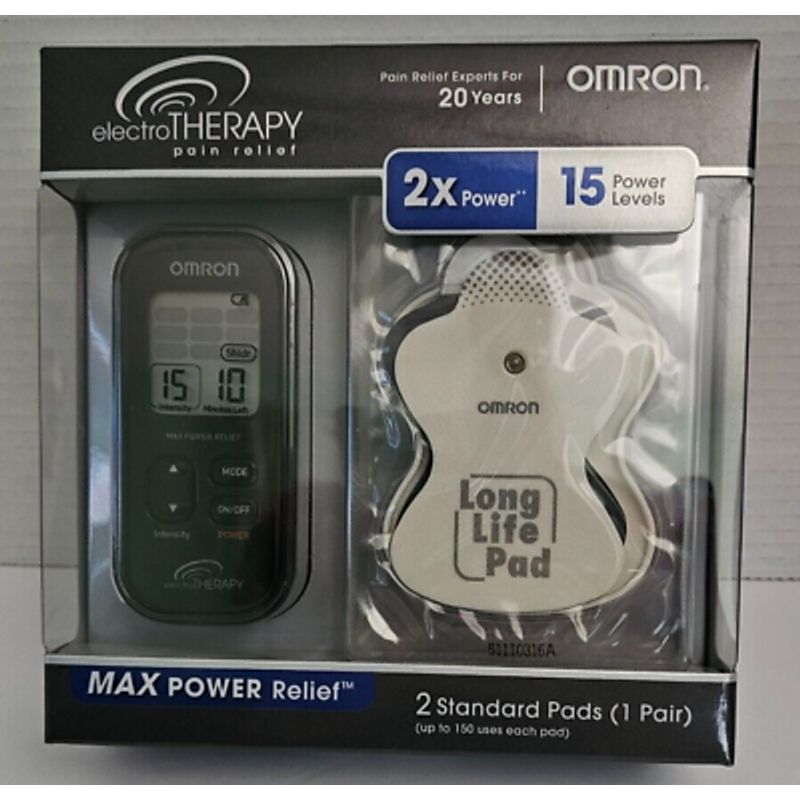 electroTHERAPY
pain relief
Pain Relief Experts For
20 Years
OMRON®
2x Power**
15 Power Levels
OMRON
Shldr
15 10
Intensity Minutes Left
MAX POWER RELIEF
▲
MODE
▼
ON/OFF
Intensity POWER
electroTHERAPY
OMRON
Long
Life
Pad
51110316A
MAX POWER Relief™
2 Standard Pads (1 Pair)
(up to 150 uses each pad)